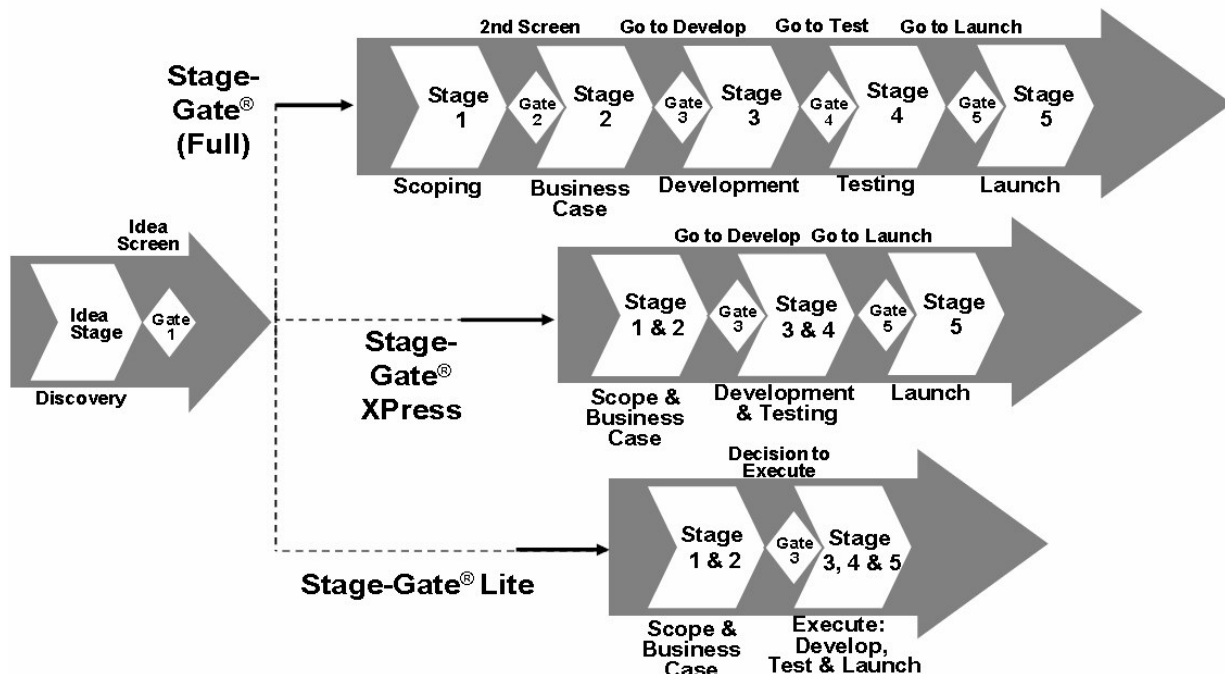 2nd Screen
Go to Develop
Go to Test
Go to Launch
Stage-
Gate®
(Full)
Stage
1
Gate
2
Stage
2
Gate
3
Stage
3
Gate
4
Stage
4
Gate
5
Stage
5
Scoping
Business
Case
Development
Testing
Launch
Idea
Screen
Idea
Stage
Gate
1
Discovery
Go to Develop
Go to Launch
Stage-
Gate®
XPress
Stage
1 & 2
Gate
3
Stage
3 & 4
Gate
5
Stage
5
Scope &
Business
Case
Development
& Testing
Launch
Decision to
Execute
Stage-Gate® Lite
Stage
1 & 2
Gate
3
Stage
3, 4 & 5
Scope &
Business
Case
Execute:
Develop,
Test & Launch